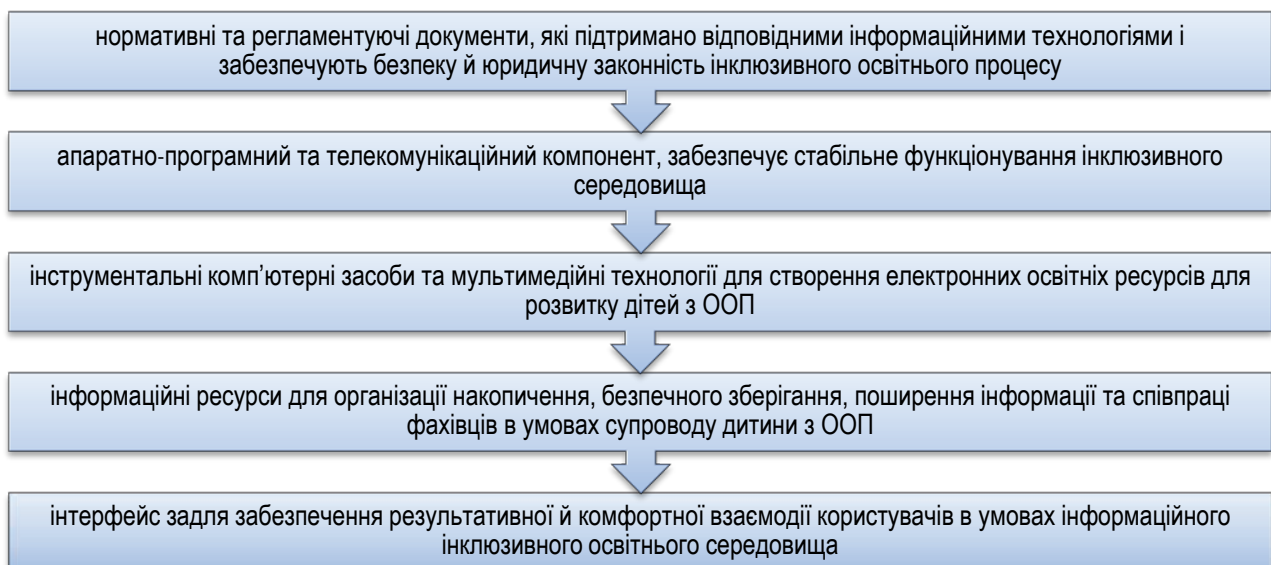 нормативні та регламентуючі документи, які підтримано відповідними інформаційними технологіями і
забезпечують безпеку й юридичну законність інклюзивного освітнього процесу
апаратно-програмний та телекомунікаційний компонент, забезпечує стабільне функціонування інклюзивного
середовища
інструментальні комп’ютерні засоби та мультимедійні технології для створення електронних освітніх ресурсів для
розвитку дітей з ООП
інформаційні ресурси для організації накопичення, безпечного зберігання, поширення інформації та співпраці
фахівців в умовах супроводу дитини з ООП
інтерфейс задля забезпечення результативної й комфортної взаємодії користувачів в умовах інформаційного
інклюзивного освітнього середовища